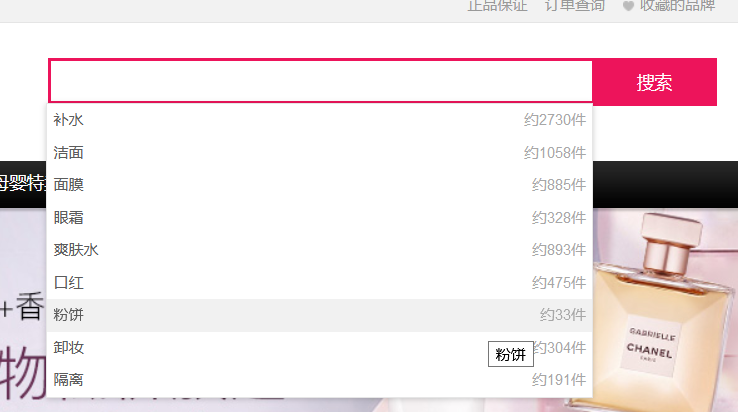 正品保证 订单查询 收藏的品牌
搜索
补水 约2730件
洁面 约1058件
面膜 约885件
眼霜 约328件
爽肤水 约893件
口红 约475件
粉饼 约33件
卸妆 约304件
隔离 约191件
粉饼
母婴特
+香
物
GABRIELLE
CHANEL
PARIS